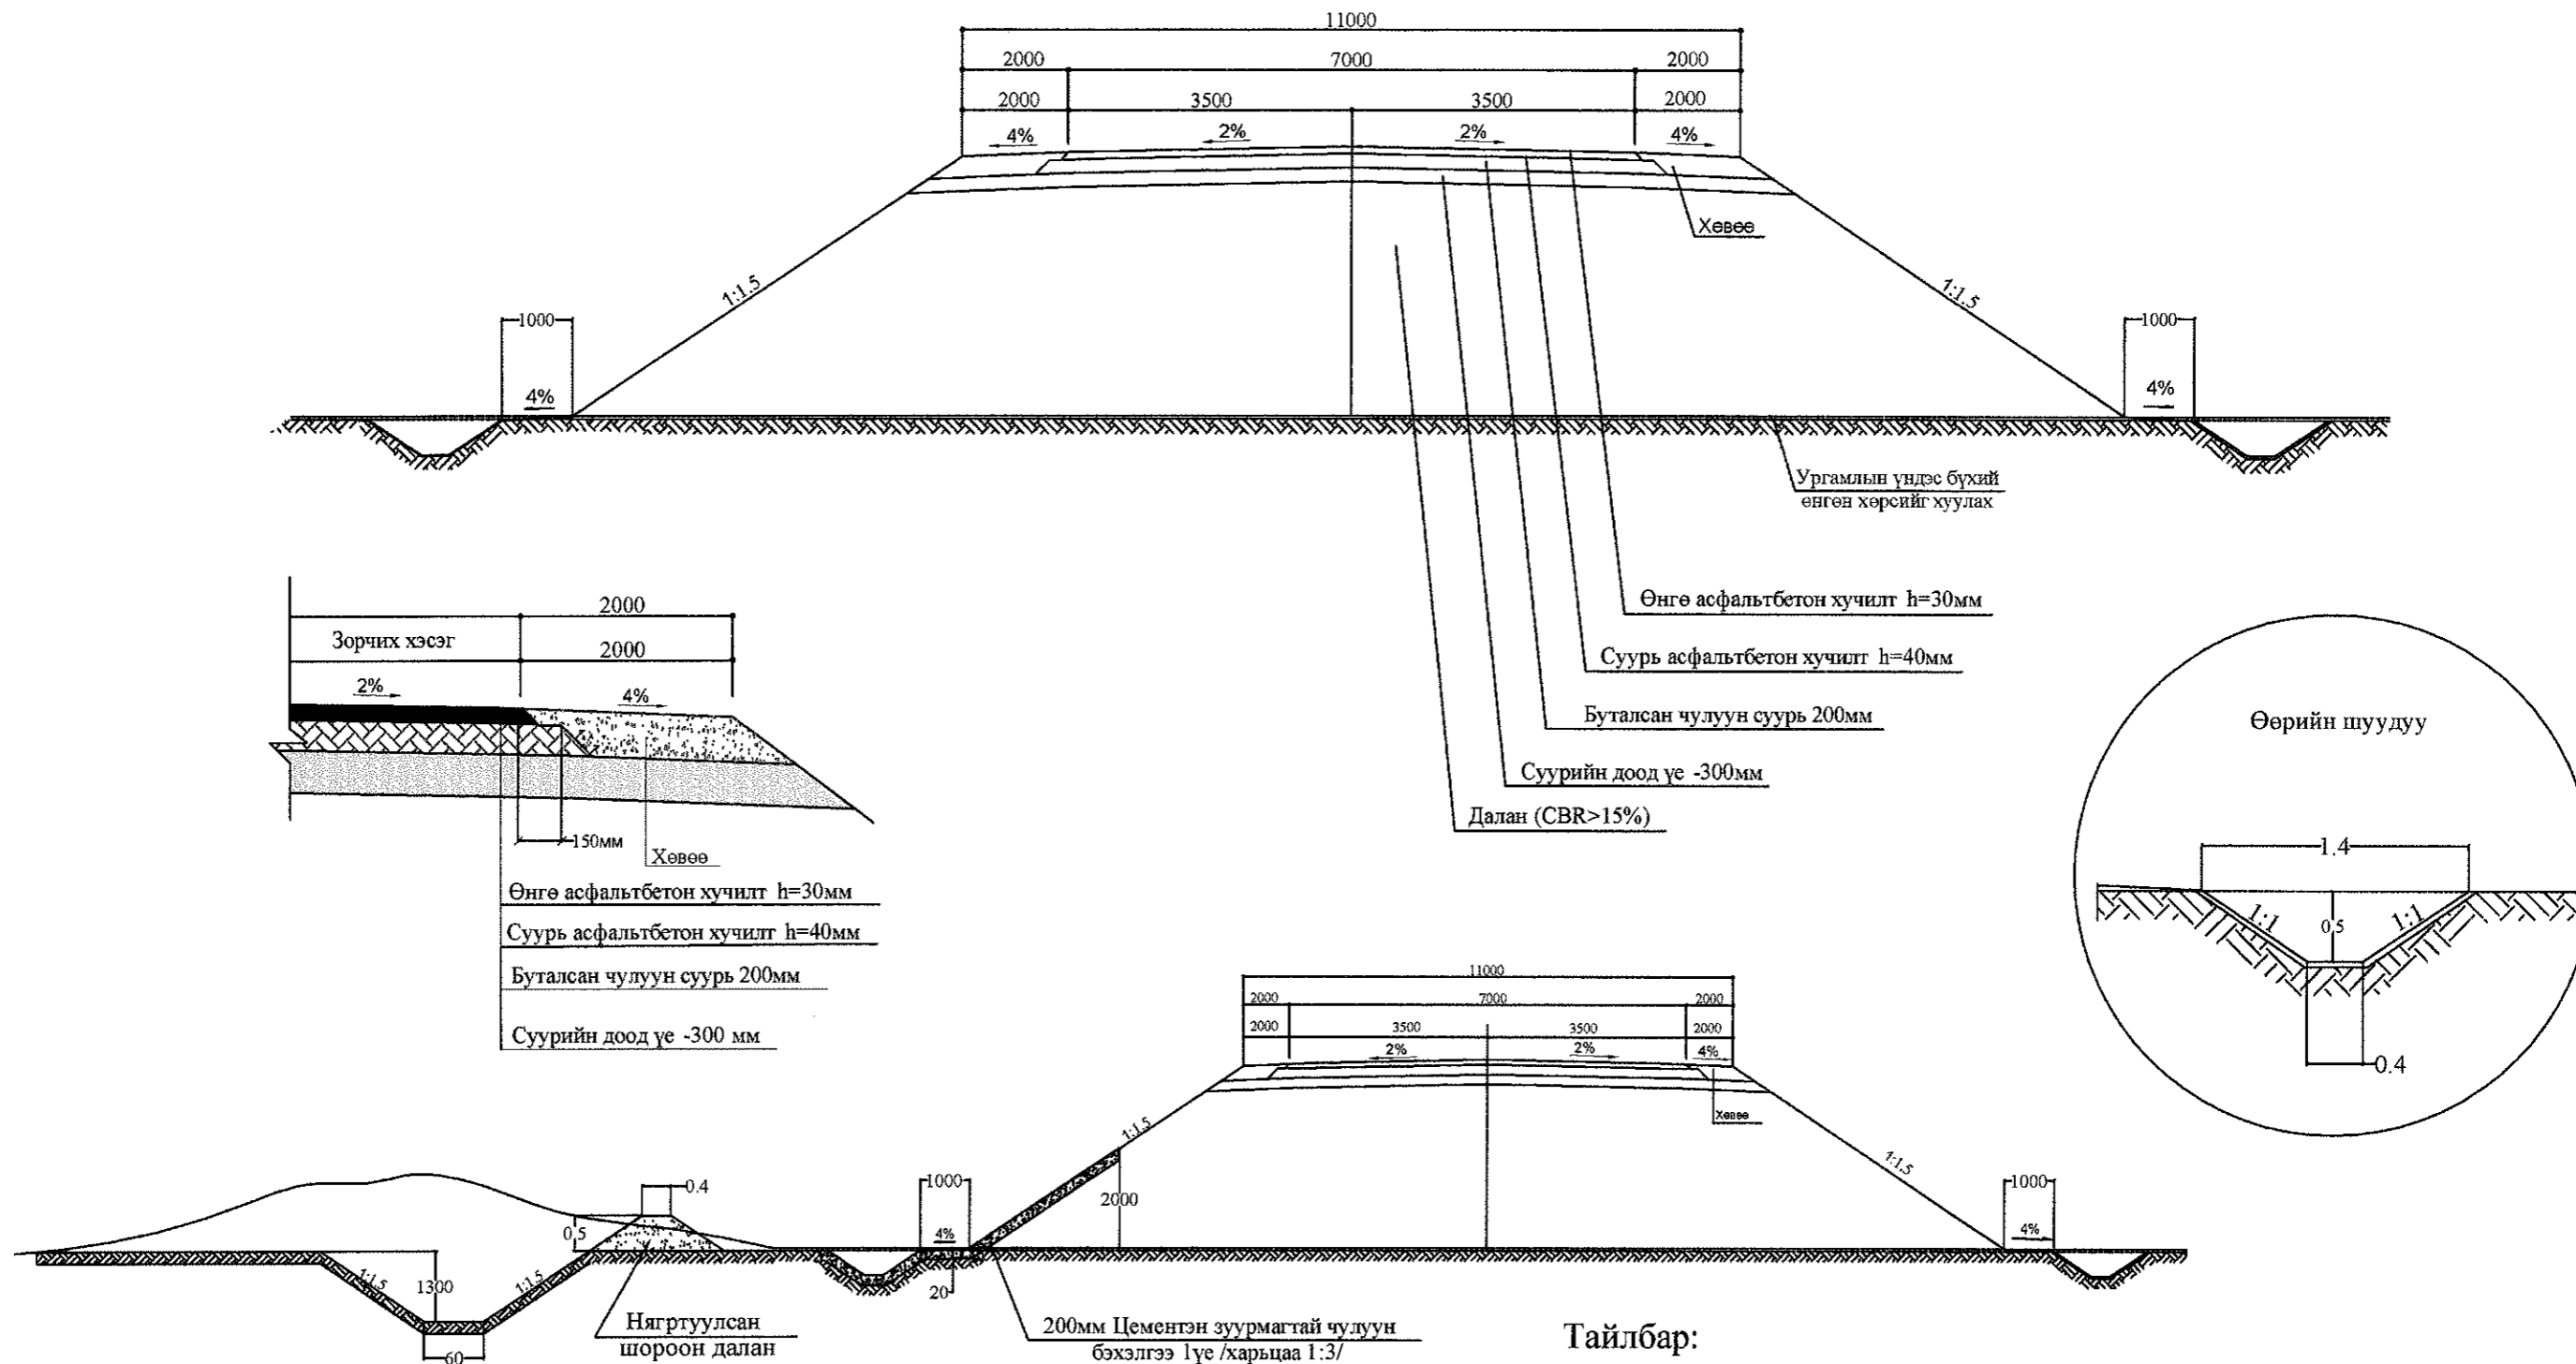 11000
2000 7000 2000
2000 3500 3500 2000
4% 2% 2% 4%
Хөвөө
1:1.5 1:1.5
1000 1000
4% 4%
Ургамлын үндэс бүхий
өнгөн хөрсийг хуулах
Өнгө асфальтбетон хучилт h=30мм
Суурь асфальтбетон хучилт h=40мм
Буталсан чулуун суурь 200мм
Суурийн доод үе -300мм
Далан (CBR>15%)
2000
Зорчих хэсэг 2000
2% 4%
150мм
Хөвөө
Өнгө асфальтбетон хучилт h=30мм
Суурь асфальтбетон хучилт h=40мм
Буталсан чулуун суурь 200мм
Суурийн доод үе -300 мм
Өөрийн шуудуу
1.4
1:1 0.5 1:1
0.4
11000
2000 7000 2000
2000 3500 3500 2000
2% 2% 4%
Хөвөө
1:1.5 1:1.5
0.4 1000 2000 1000
0.5 4% 4%
1:1.5 1300 1:1.5
20
60
Нягртуулсан
шороон далан
200мм Цементэн зуурмагтай чулуун
бэхэлгээ 1үе /харьцаа 1:3/
Тайлбар: